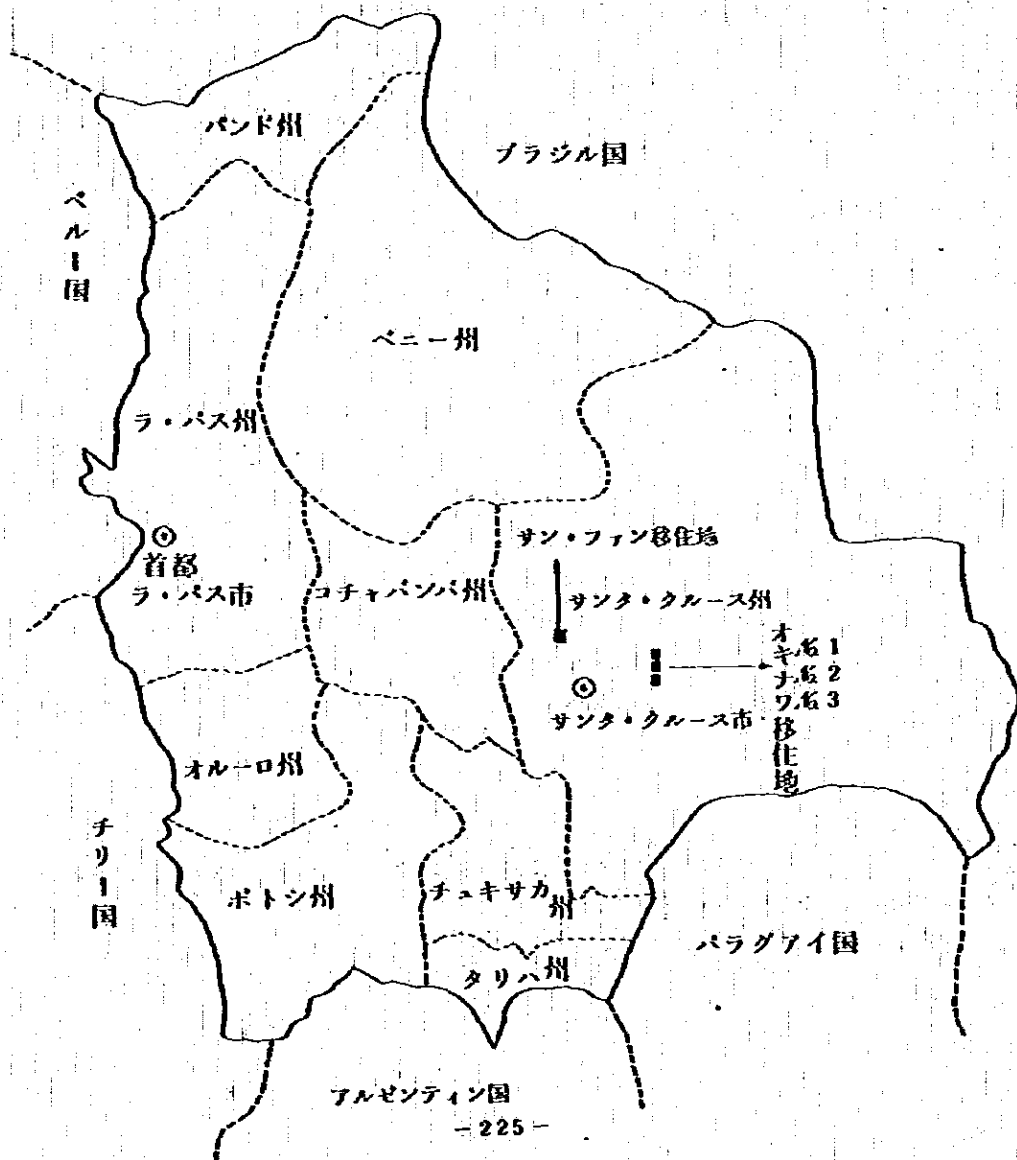 パンド州
ブラジル国
ペルー国
ベニー州
ラ・パス州
サン・ファン移住地
首都
ラ・パス市
コチャバンバ州
サンタ・クルース州
オキナワ移住地
1
2
3
サンタ・クルース市
オルーロ州
チリー国
ポトシ州
チュキサカ州
パラグアイ国
タリハ州
アルゼンティン国
-225-